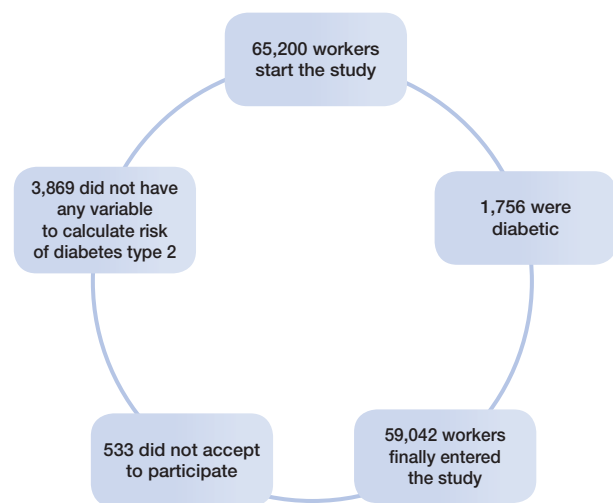 65,200 workers
start the study
3,869 did not have
any variable
to calculate risk
of diabetes type 2
1,756 were
diabetic
533 did not accept
to participate
59,042 workers
finally entered
the study